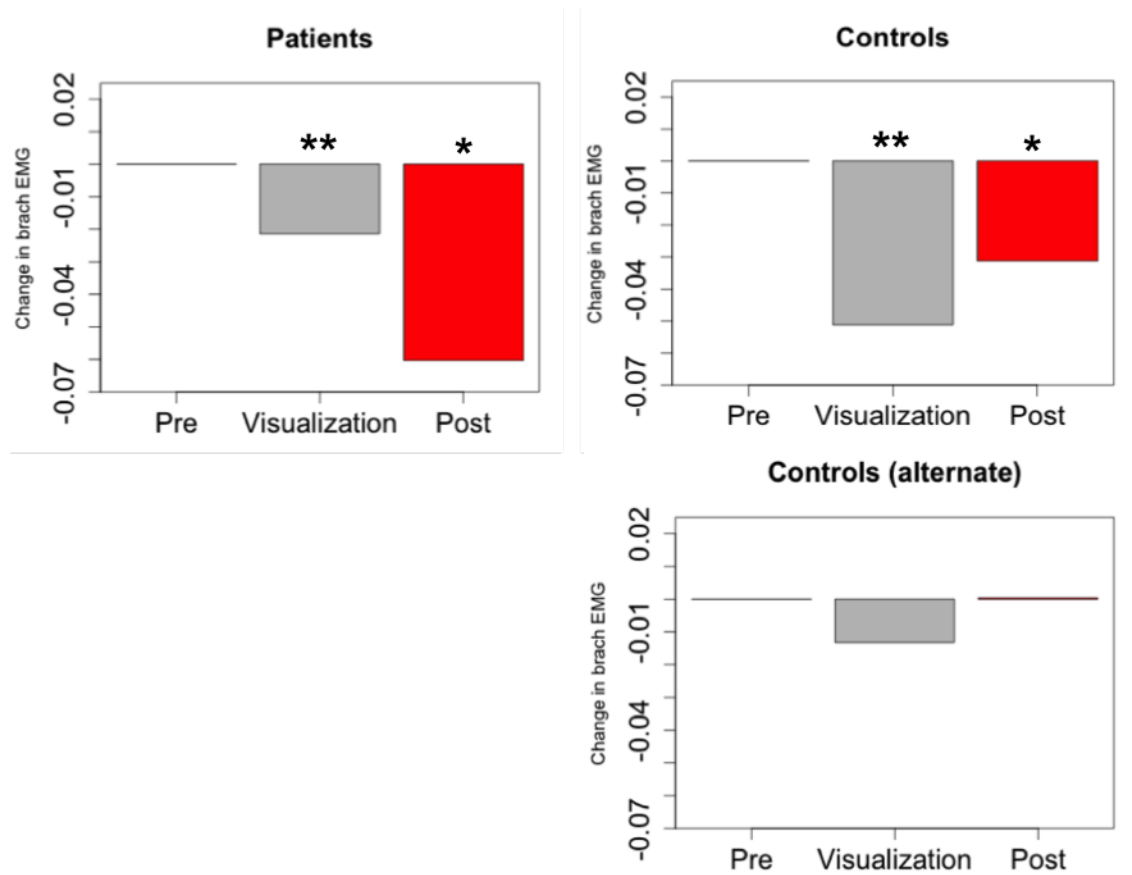 Patients
Change in brach EMG
0.02
-0.01
-0.04
-0.07
**
*
Pre Visualization Post
Controls
Change in brach EMG
0.02
-0.01
-0.04
-0.07
**
*
Pre Visualization Post
Controls (alternate)
Change in brach EMG
0.02
-0.01
-0.04
-0.07
Pre Visualization Post